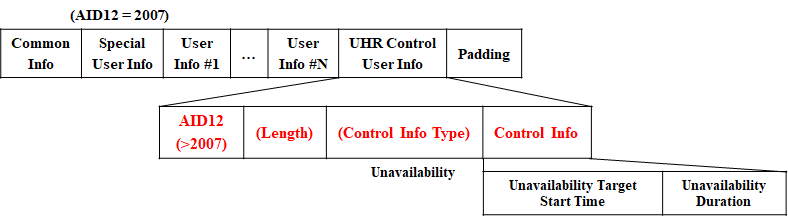 (AID12 = 2007)
Common Info
Special User Info
User Info #1
...
User Info #N
UHR Control User Info
Padding
AID12 (>2007)
(Length)
(Control Info Type)
Control Info
Unavailability
Unavailability Target Start Time
Unavailability Duration